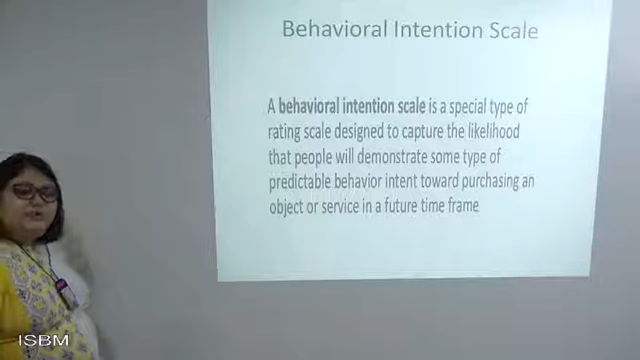 Behavioral Intention Scale
A behavioral intention scale is a special type of
rating scale designed to capture the likelihood
that people will demonstrate some type of
predictable behavior intent toward purchasing an
object or service in a future time frame
ISBM